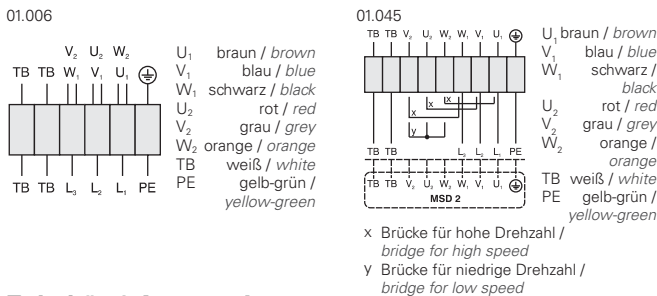 01.006
V₂ U₂ W₂
TB TB W₁ V₁ U₁
TB TB L₃ L₂ L₁ PE
U₁ braun / brown
V₁ blau / blue
W₁ schwarz / black
U₂ rot / red
V₂ grau / grey
W₂ orange / orange
TB weiß / white
PE gelb-grün /
yellow-green
01.045
TB TB V₂ U₂ W₂ W₁ V₁ U₁
x
x
x
y
TB TB L₃ L₂ L₁ PE
TB TB V₂ U₂ W₂ W₁ V₁ U₁
MSD 2
U₁ braun / brown
V₁ blau / blue
W₁ schwarz /
black
U₂ rot / red
V₂ grau / grey
W₂ orange /
orange
TB weiß / white
PE gelb-grün /
yellow-green
x Brücke für hohe Drehzahl /
bridge for high speed
y Brücke für niedrige Drehzahl /
bridge for low speed